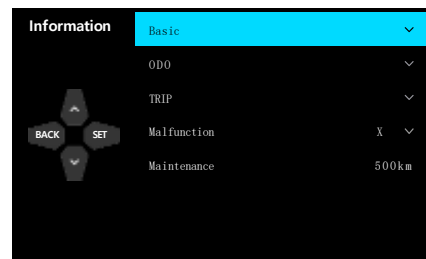 Information
Basic
ODO
TRIP
BACK SET
Malfunction X
Maintenance 500km